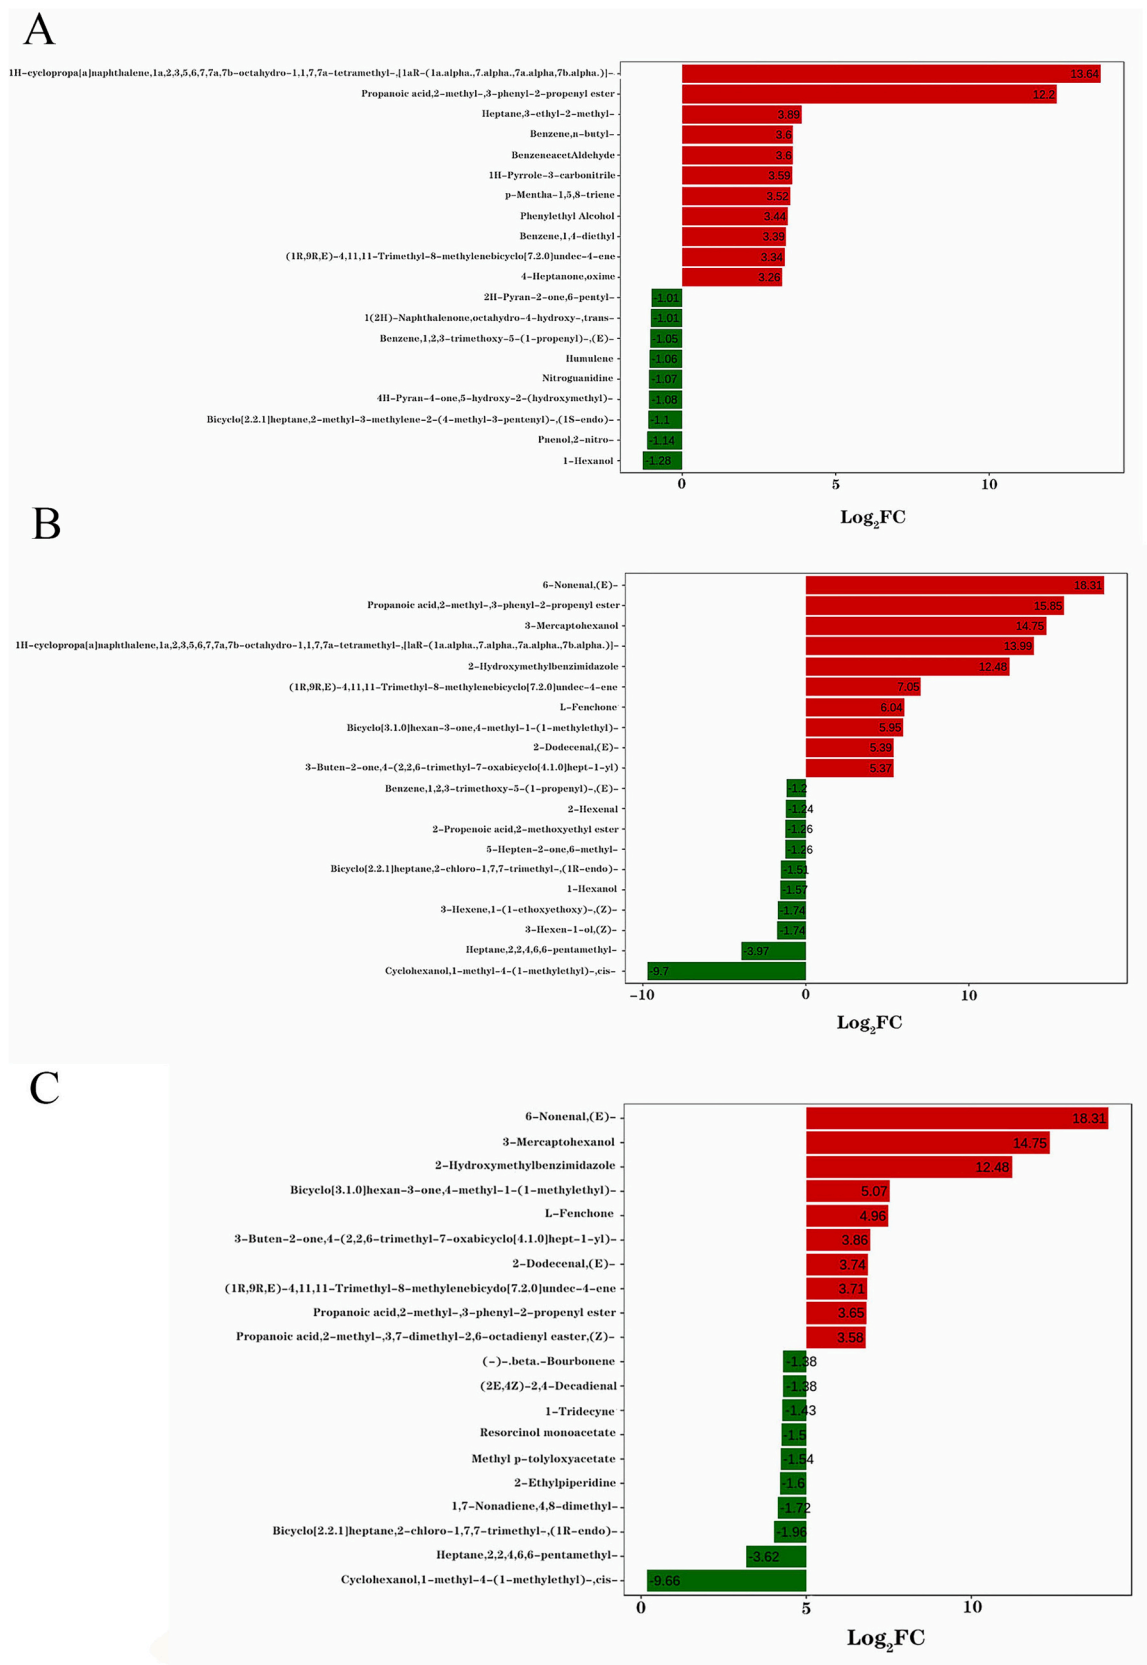 A
1H-cyclopropa[a]naphthalene,1a,2,3,5,6,7,7a,7b-octahydro-1,1,7,7a-tetramethyl-,[1aR-(1a.alpha.,7.alpha.,7a.alpha,7b.alpha.)]- 13.64
Propanoic acid,2-methyl-,3-phenyl-2-propenyl ester 12.2
Heptane,3-ethyl-2-methyl- 3.89
Benzene,n-butyl- 3.6
BenzeneacetAldehyde 3.6
1H-Pyrrole-3-carbonitrile 3.59
p-Mentha-1,5,8-triene 3.52
Phenylethyl Alcohol 3.44
Benzene,1,4-diethyl 3.39
(1R,9R,E)-4,11,11-Trimethyl-8-methylenebicyclo[7.2.0]undec-4-ene 3.34
4-Heptanone,oxime 3.26
2H-Pyran-2-one,6-pentyl- -1.01
1(2H)-Naphthalenone,octahydro-4-hydroxy-,trans- -1.01
Benzene,1,2,3-trimethoxy-5-(1-propenyl)-,(E)- -1.05
Humulene -1.06
Nitroguanidine -1.07
4H-Pyran-4-one,5-hydroxy-2-(hydroxymethyl)- -1.08
Bicyclo[2.2.1]heptane,2-methyl-3-methylene-2-(4-methyl-3-pentenyl)-,(1S-endo)- -1.1
Pnenol,2-nitro- -1.14
1-Hexanol -1.28
0 5 10
Log2FC
B
6-Nonenal,(E)- 18.31
Propanoic acid,2-methyl-,3-phenyl-2-propenyl ester 15.85
3-Mercaptohexanol 14.75
1H-cyclopropa[a]naphthalene,1a,2,3,5,6,7,7a,7b-octahydro-1,1,7,7a-tetramethyl-,[1aR-(1a.alpha.,7.alpha.,7a.alpha.,7b.alpha.)]- 13.99
2-Hydroxymethylbenzimidazole 12.48
(1R,9R,E)-4,11,11-Trimethyl-8-methylenebicyclo[7.2.0]undec-4-ene 7.05
L-Fenchone 6.04
Bicyclo[3.1.0]hexan-3-one,4-methyl-1-(1-methylethyl)- 5.95
2-Dodecenal,(E)- 5.39
3-Buten-2-one,4-(2,2,6-trimethyl-7-oxabicyclo[4.1.0]hept-1-yl) 5.37
Benzene,1,2,3-trimethoxy-5-(1-propenyl)-,(E)- -1.2
2-Hexenal -1.24
2-Propenoic acid,2-methoxyethyl ester -1.26
5-Hepten-2-one,6-methyl- -1.26
Bicyclo[2.2.1]heptane,2-chloro-1,7,7-trimethyl-,(1R-endo)- -1.51
1-Hexanol -1.57
3-Hexene,1-(1-ethoxyethoxy)-,(Z)- -1.74
3-Hexen-1-ol,(Z)- -1.74
Heptane,2,2,4,6,6-pentamethyl- -3.97
Cyclohexanol,1-methyl-4-(1-methylethyl)-,cis- -9.7
-10 0 10
Log2FC
C
6-Nonenal,(E)- 18.31
3-Mercaptohexanol 14.75
2-Hydroxymethylbenzimidazole 12.48
Bicyclo[3.1.0]hexan-3-one,4-methyl-1-(1-methylethyl)- 5.07
L-Fenchone 4.96
3-Buten-2-one,4-(2,2,6-trimethyl-7-oxabicyclo[4.1.0]hept-1-yl)- 3.86
2-Dodecenal,(E)- 3.74
(1R,9R,E)-4,11,11-Trimethyl-8-methylenebicydo[7.2.0]undec-4-ene 3.71
Propanoic acid,2-methyl-,3-phenyl-2-propenyl ester 3.65
Propanoic acid,2-methyl-,3,7-dimethyl-2,6-octadienyl easter,(Z)- 3.58
(-)-.beta.-Bourbonene -1.38
(2E,4Z)-2,4-Decadienal -1.38
1-Tridecyne -1.43
Resorcinol monoacetate -1.5
Methyl p-tolyloxyacetate -1.54
2-Ethylpiperidine -1.6
1,7-Nonadiene,4,8-dimethyl- -1.72
Bicyclo[2.2.1]heptane,2-chloro-1,7,7-trimethyl-,(1R-endo)- -1.96
Heptane,2,2,4,6,6-pentamethyl- -3.62
Cyclohexanol,1-methyl-4-(1-methylethyl)-,cis- -9.66
0 5 10
Log2FC